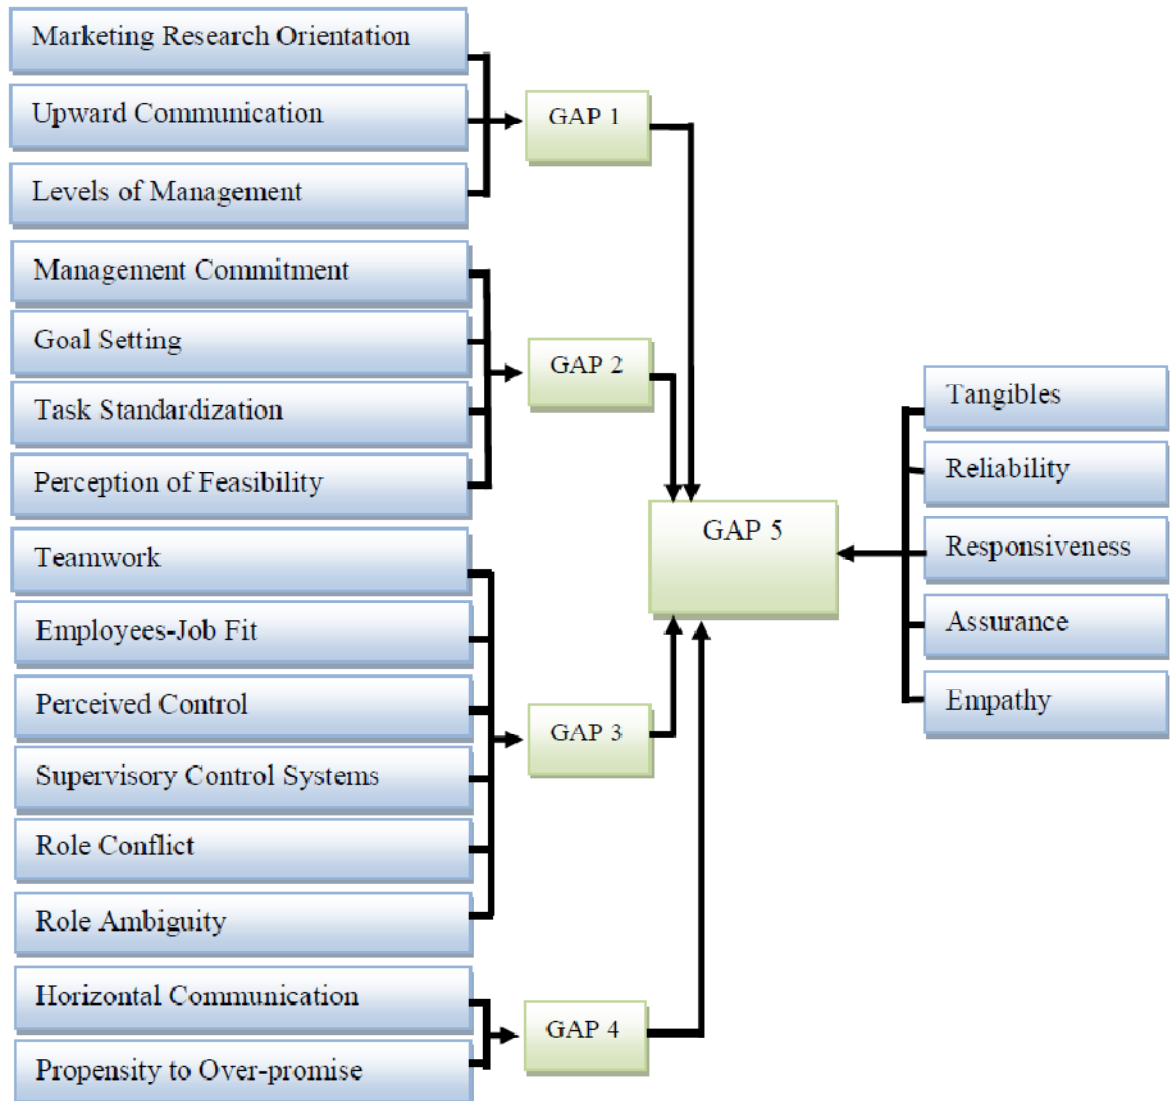 Marketing Research Orientation
Upward Communication
Levels of Management
GAP 1
Management Commitment
Goal Setting
Task Standardization
Perception of Feasibility
GAP 2
Teamwork
Employees-Job Fit
Perceived Control
Supervisory Control Systems
Role Conflict
Role Ambiguity
GAP 3
Horizontal Communication
Propensity to Over-promise
GAP 4
GAP 5
Tangibles
Reliability
Responsiveness
Assurance
Empathy